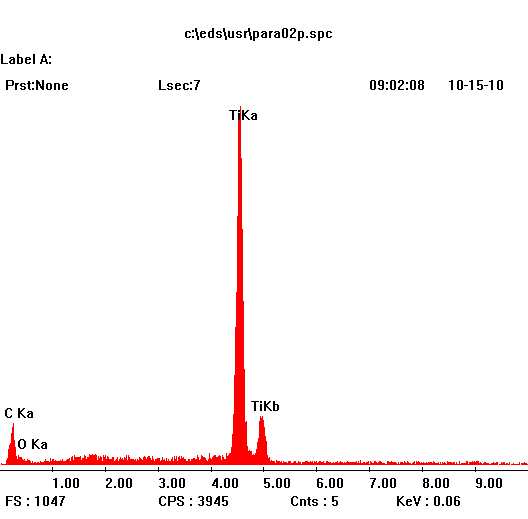 c:\eds\usr\para02p.spc
Label A:
Prst:None Lsec:7 09:02:08 10-15-10
TiKa
TiKb
C Ka
O Ka
1.00 2.00 3.00 4.00 5.00 6.00 7.00 8.00 9.00
FS : 1047 CPS : 3945 Cnts : 5 KeV : 0.06